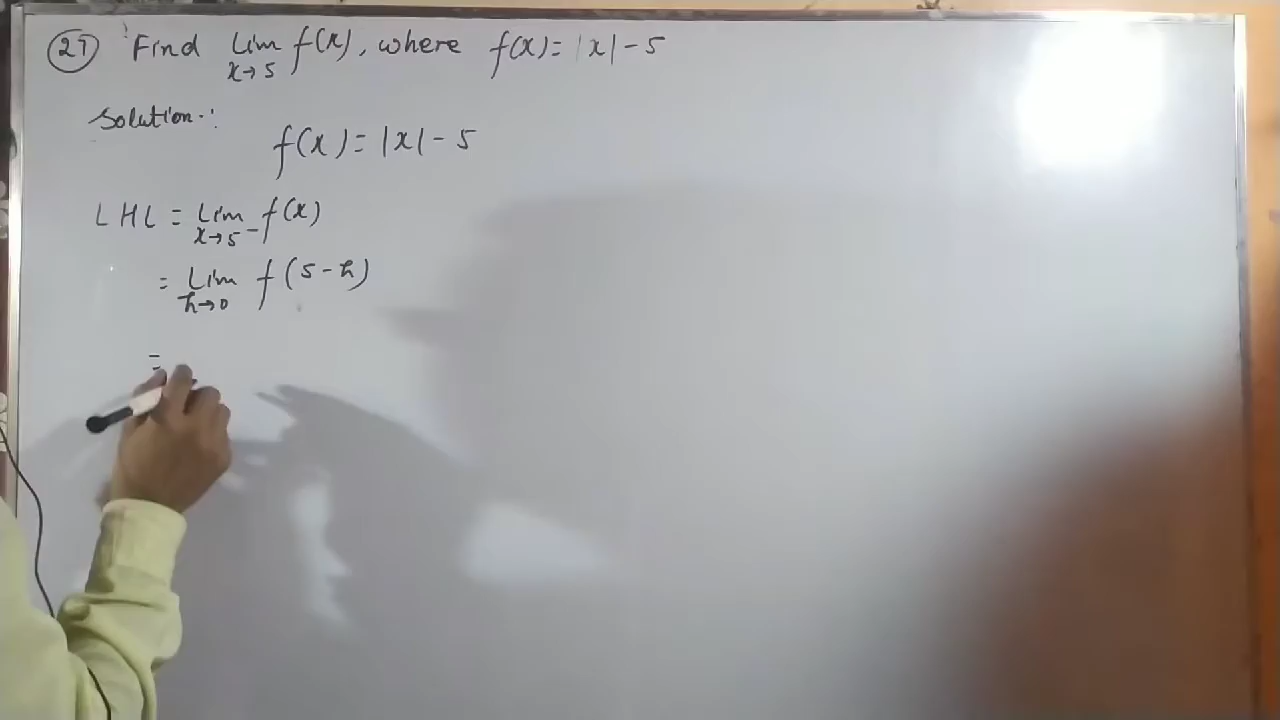 27 Find Lim x→5 f(x), where f(x) = |x| - 5
Solution:
f(x) = |x| - 5
LHL = Lim x→5⁻ f(x)
= Lim h→0 f(5-h)
=